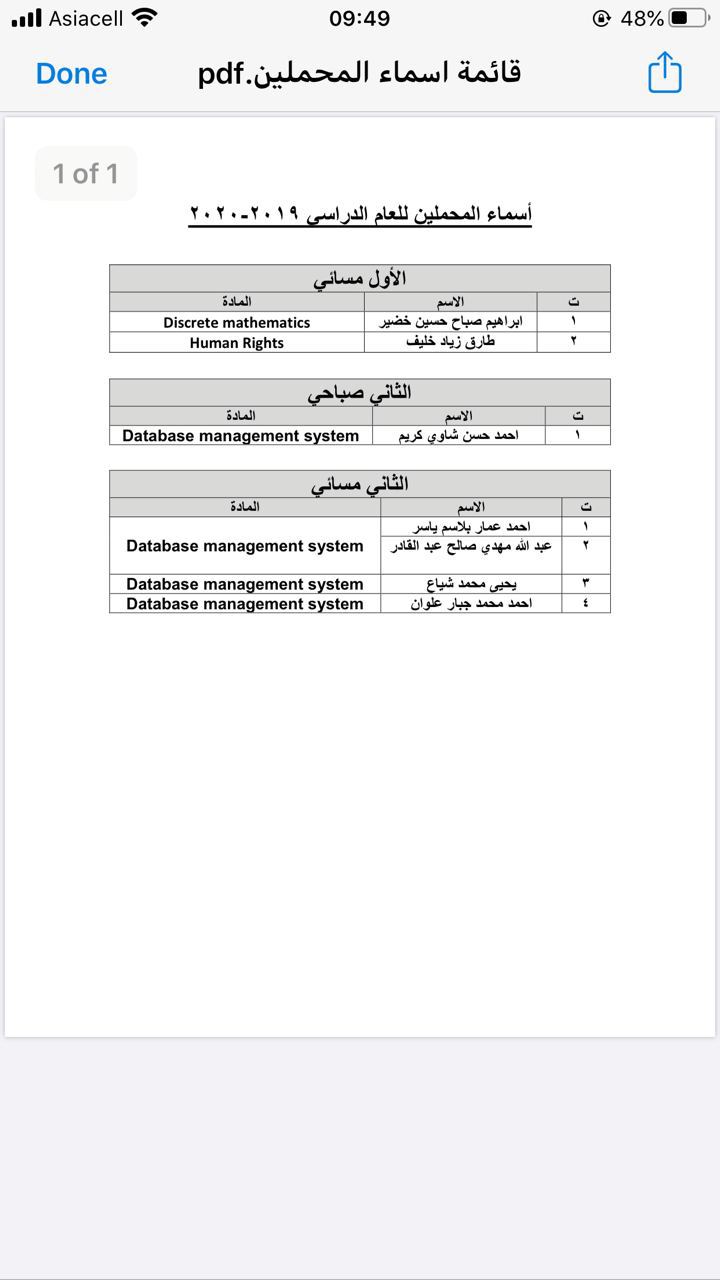 Asiacell 09:49 48%
Done قائمة اسماء المحملين.pdf
1 of 1
أسماء المحملين للعام الدراسي ٢٠١٩-٢٠٢٠
الأول مسائي
ت الاسم المادة
١ ابراهيم صباح حسين خضير Discrete mathematics
٢ طارق زياد خليف Human Rights
الثاني صباحي
ت الاسم المادة
١ احمد حسن شاوي كريم Database management system
الثاني مسائي
ت الاسم المادة
١ احمد عمار بلاسم ياسر
٢ عبد الله مهدي صالح عبد القادر Database management system
٣ يحيى محمد شياع Database management system
٤ احمد محمد جبار علوان Database management system